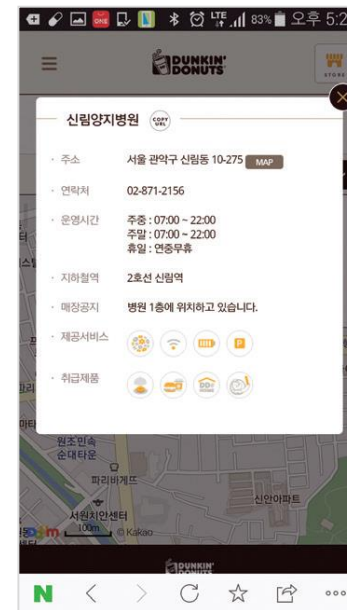 LTE 83% 오후 5:2
DUNKIN'
DONUTS
STORE
신림양지병원 COPY URL
· 주소 서울 관악구 신림동 10-275 MAP
· 연락처 02-871-2156
· 운영시간 주중 : 07:00 ~ 22:00
주말 : 07:00 ~ 22:00
휴일 : 연중무휴
· 지하철역 2호선 신림역
· 매장공지 병원 1층에 위치하고 있습니다.
· 제공서비스 P
· 취급제품
원조민속
순대타운
파리바게뜨
신안아파트
서원치안센터
100m © Kakao
DUNKIN'
DONUTS
N